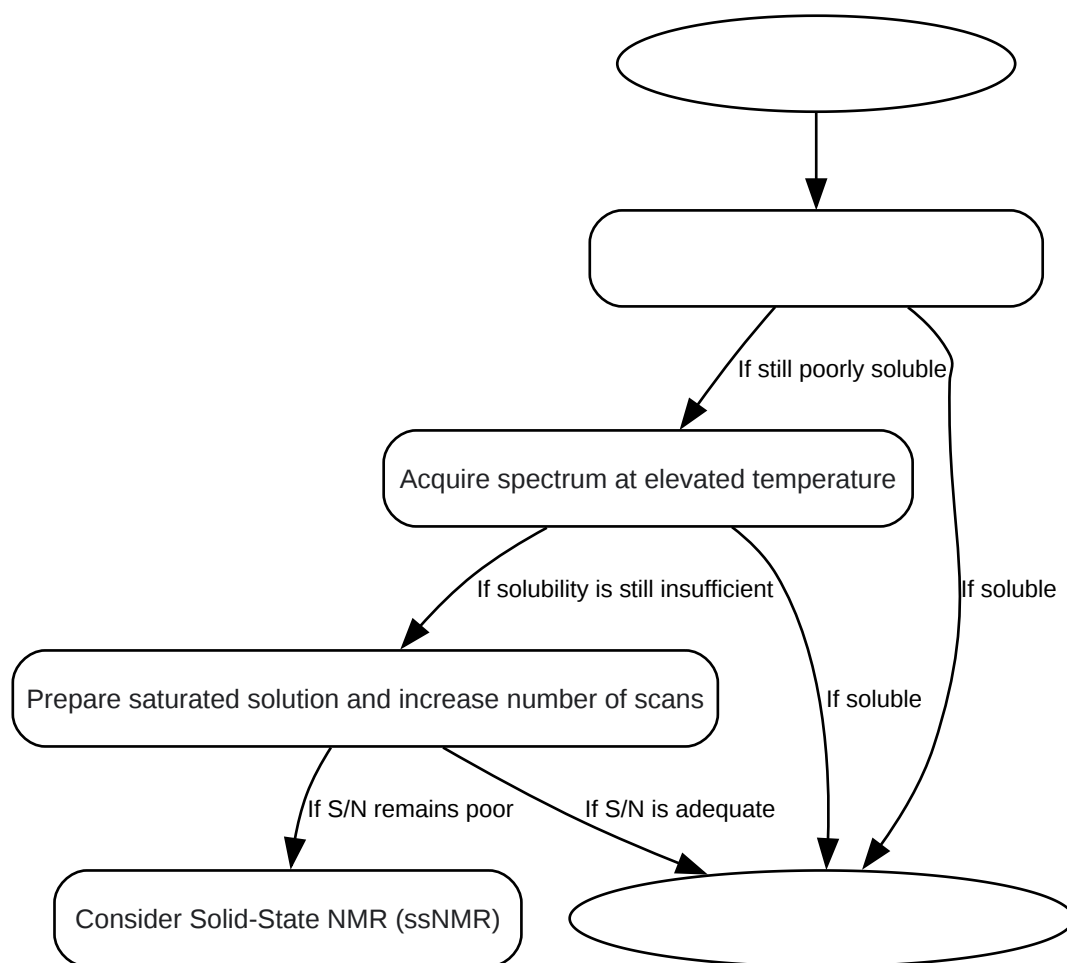 If still poorly soluble
Acquire spectrum at elevated temperature
If solubility is still insufficient
If soluble
Prepare saturated solution and increase number of scans
If soluble
If S/N remains poor
If S/N is adequate
Consider Solid-State NMR (ssNMR)